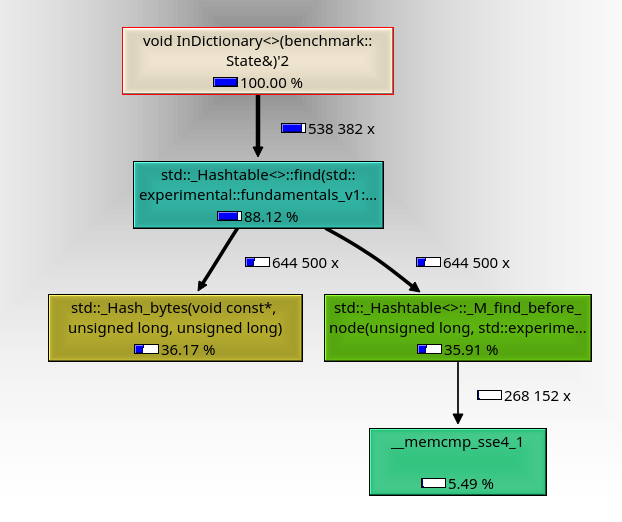 void InDictionary<>(benchmark::
State&)'2
100.00 %
538 382 x
std::_Hashtable<>::find(std::
experimental::fundamentals_v1:...
88.12 %
644 500 x
644 500 x
std::_Hash_bytes(void const*,
unsigned long, unsigned long)
36.17 %
std::_Hashtable<>::_M_find_before_
node(unsigned long, std::experime...
35.91 %
268 152 x
__memcmp_sse4_1
5.49 %